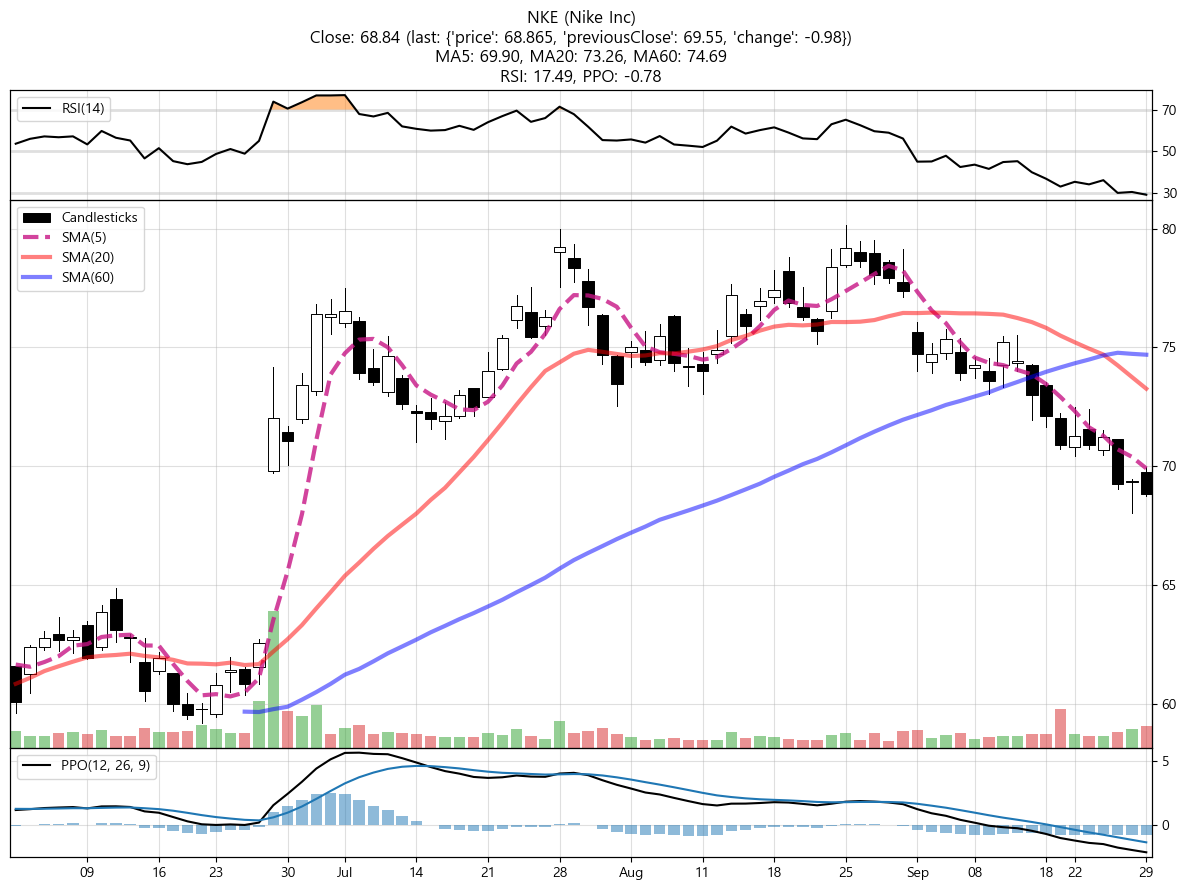 NKE (Nike Inc)
Close: 68.84 (last: {'price': 68.865, 'previousClose': 69.55, 'change': -0.98})
MA5: 69.90, MA20: 73.26, MA60: 74.69
RSI: 17.49, PPO: -0.78
RSI(14)
70
50
30
Candlesticks
SMA(5)
SMA(20)
SMA(60)
80
75
70
65
60
PPO(12, 26, 9)
5
0
09 16 23 30 Jul 14 21 28 Aug 11 18 25 Sep 08 18 22 29